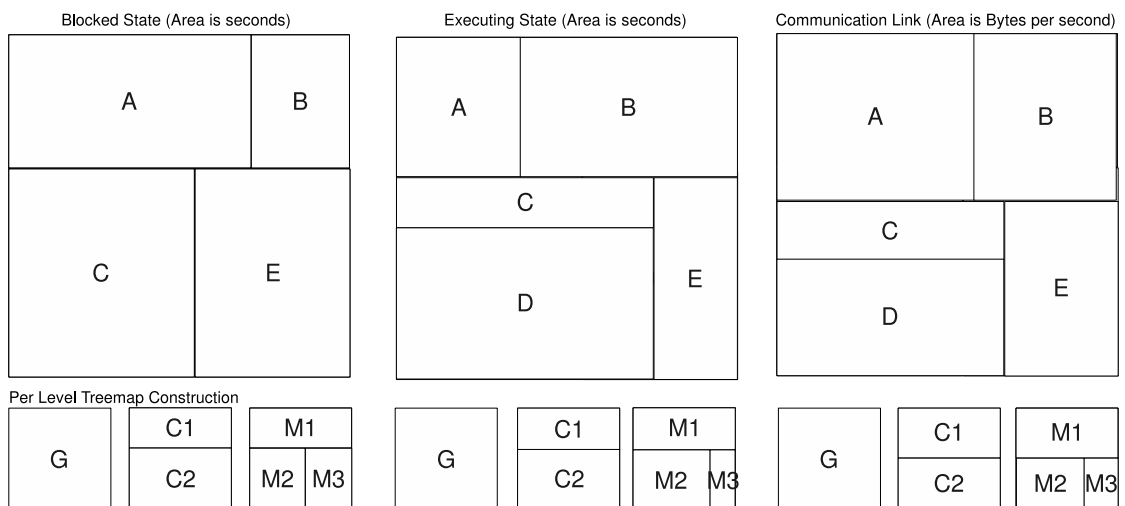 Blocked State (Area is seconds)
Executing State (Area is seconds)
Communication Link (Area is Bytes per second)
A
B
A
B
A
B
C
E
C
D
E
C
D
E
Per Level Treemap Construction
G
C1
C2
M1
M2
M3
G
C1
C2
M1
M2
M3
G
C1
C2
M1
M2
M3